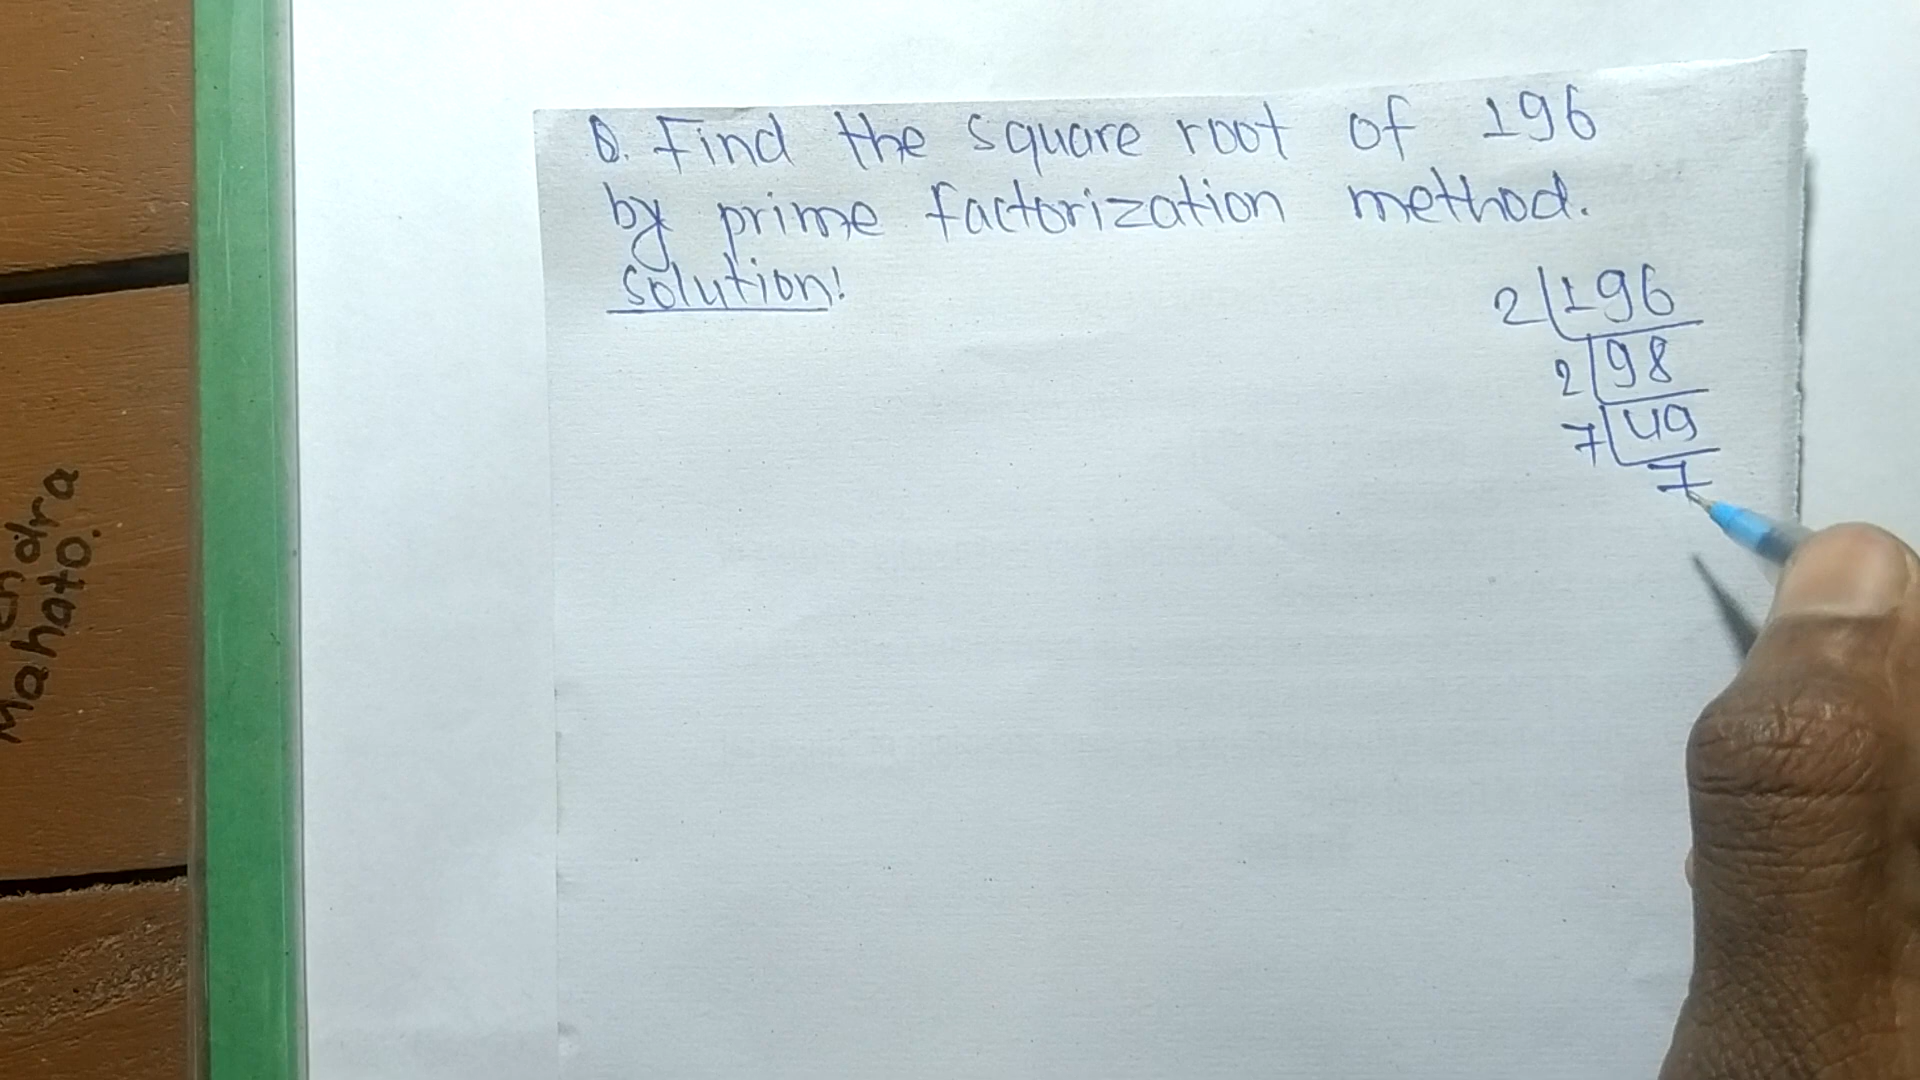 Q. Find the square root of 196
by prime factorization method.
Solution!
2 196
2 98
7 49
7
Mahato.